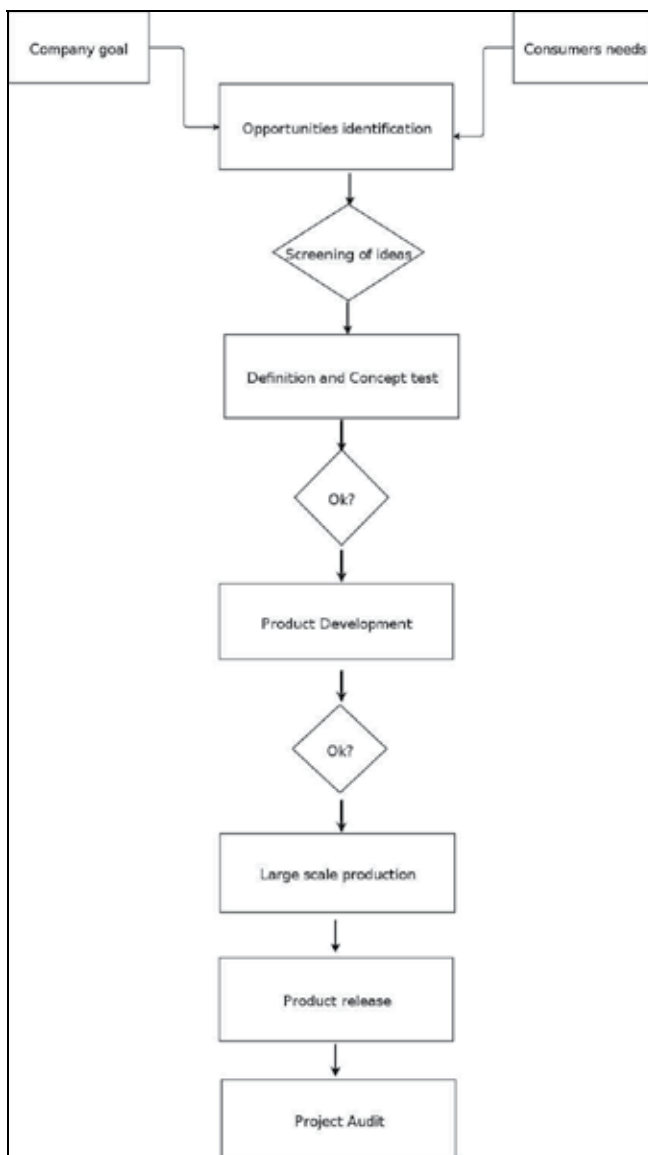 Company goal
Consumers needs
Opportunities identification
Screening of ideas
Definition and Concept test
Ok?
Product Development
Ok?
Large scale production
Product release
Project Audit